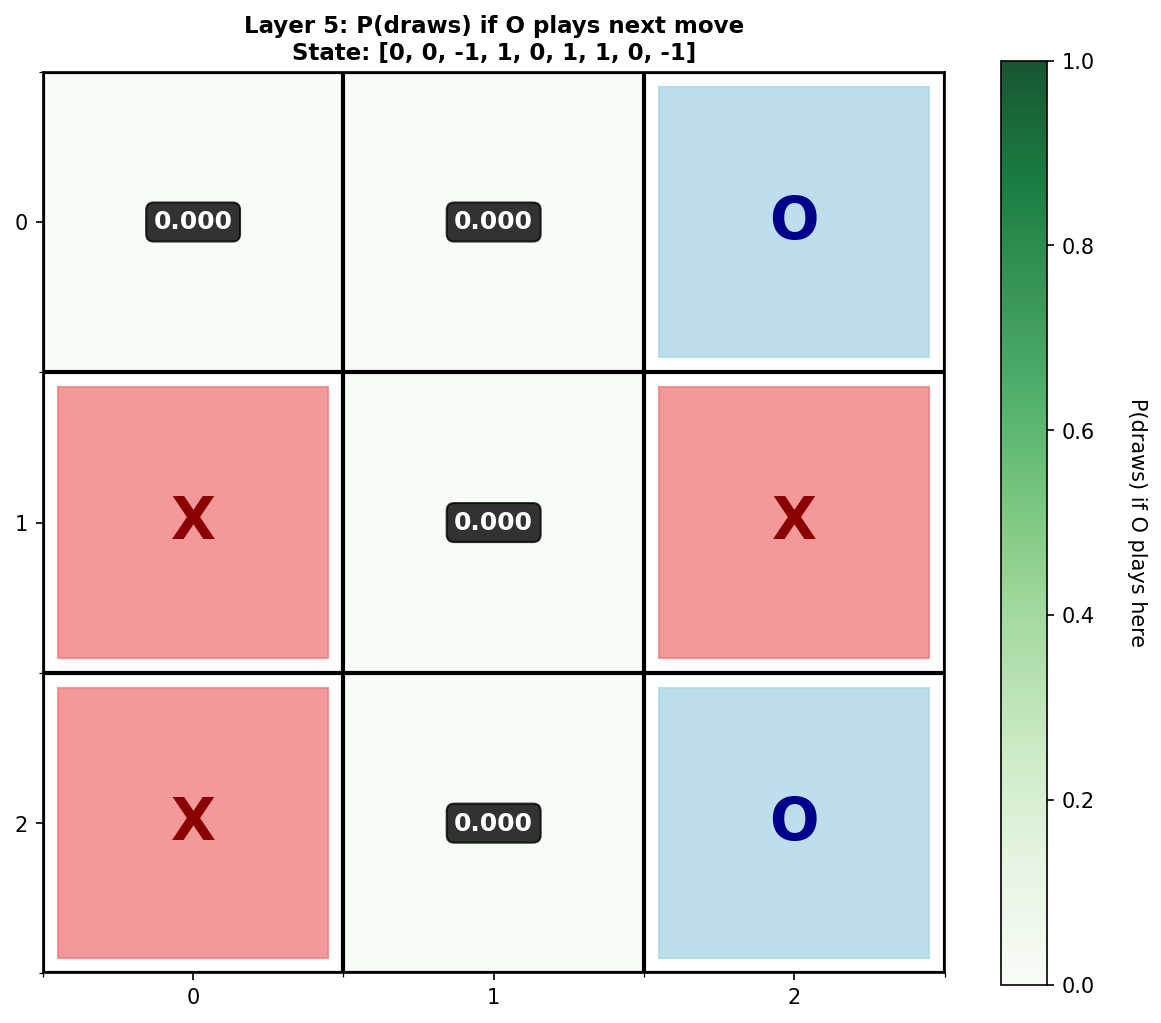 Layer 5: P(draws) if O plays next move
State: [0, 0, -1, 1, 0, 1, 1, 0, -1]
0
0.000
0.000
O
1
X
0.000
X
2
X
0.000
O
0
1
2
1.0
0.8
0.6
0.4
0.2
0.0
P(draws) if O plays here